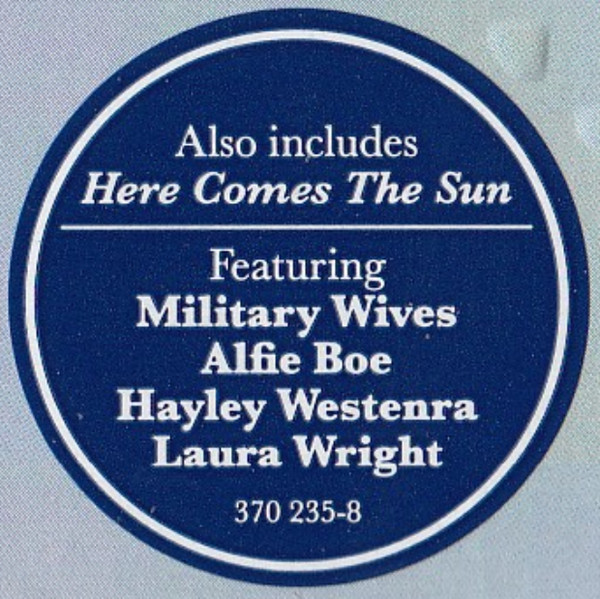 Also includes
Here Comes The Sun
Featuring
Military Wives
Alfie Boe
Hayley Westenra
Laura Wright
370 235-8